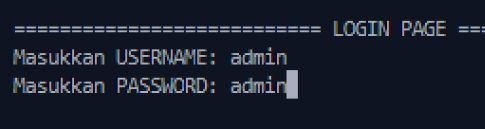 =========================== LOGIN PAGE ===
Masukkan USERNAME: admin
Masukkan PASSWORD: admin